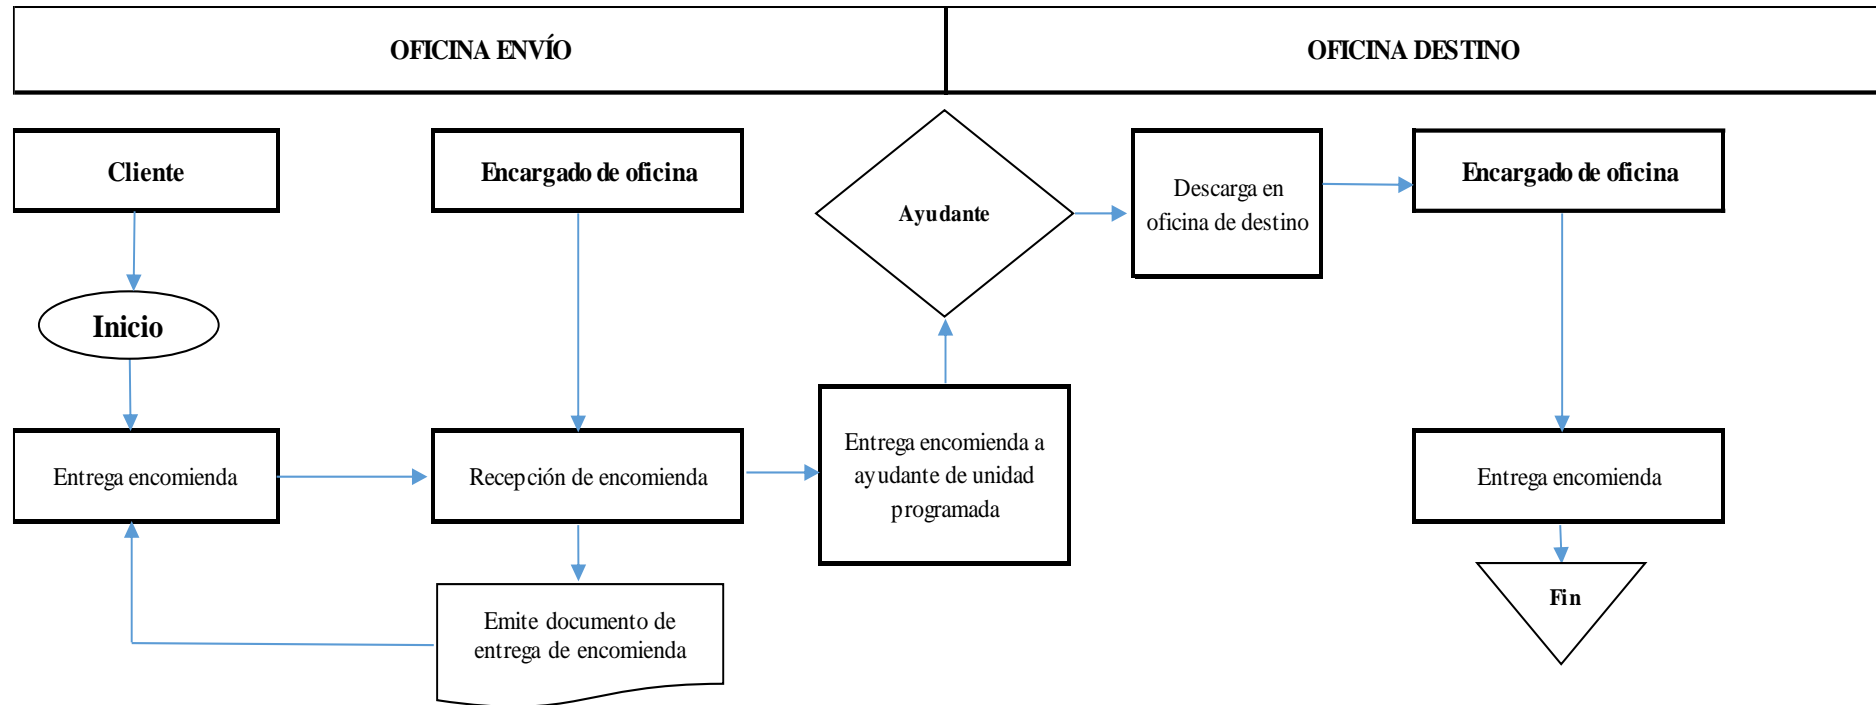 OFICINA ENVÍO
OFICINA DESTINO
Cliente
Encargado de oficina
Ayudante
Descarga en
oficina de destino
Encargado de oficina
Inicio
Entrega encomienda
Recepción de encomienda
Entrega encomienda a
ayudante de unidad
programada
Entrega encomienda
Emite documento de
entrega de encomienda
Fin